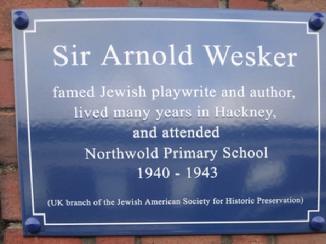 Sir Arnold Wesker
famed Jewish playwrite and author,
lived many years in Hackney,
and attended
Northwold Primary School
1940 - 1943
(UK branch of the Jewish American Society for Historic Preservation)